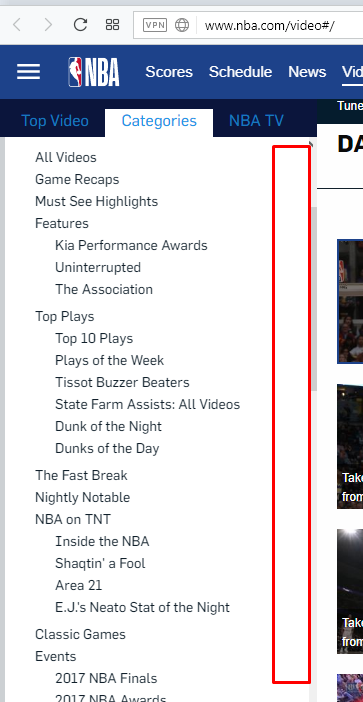 VPN www.nba.com/video#/
NBA Scores Schedule News Vid
Tune
Top Video Categories NBA TV
DA
All Videos
Game Recaps
Must See Highlights
Features
Kia Performance Awards
Uninterrupted
The Association
Top Plays
Top 10 Plays
Plays of the Week
Tissot Buzzer Beaters
State Farm Assists: All Videos
Dunk of the Night
Dunks of the Day
Take
from
The Fast Break
Nightly Notable
NBA on TNT
Inside the NBA
Shaqtin' a Fool
Area 21
E.J.'s Neato Stat of the Night
Take
from
Classic Games
Events
2017 NBA Finals
2017 NBA Awards